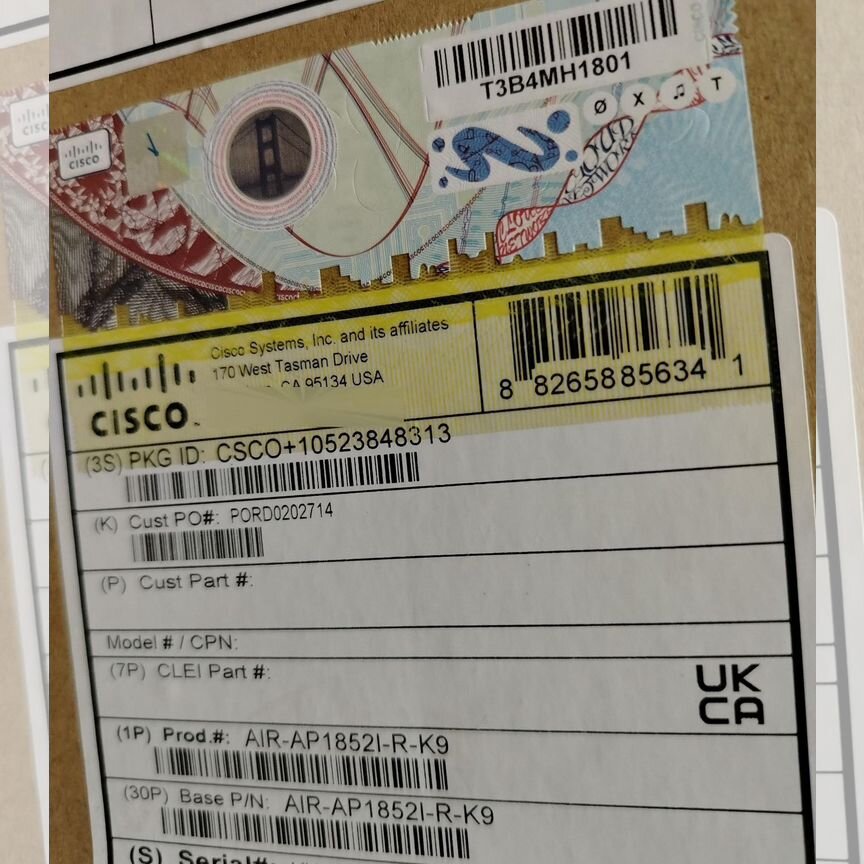 T3B4MH1801
Ø X ♫ T
CISCO
Cisco Systems, Inc. and its affiliates
170 West Tasman Drive
CA 95134 USA
8 8265885634 1
CISCO
(3S) PKG ID: CSCO+10523848313
(K) Cust PO#: PORD0202714
(P) Cust Part #:
Model # / CPN:
(7P) CLEI Part #:
UK
CA
(1P) Prod.#: AIR-AP1852I-R-K9
(30P) Base P/N: AIR-AP1852I-R-K9
(S) Serial#: